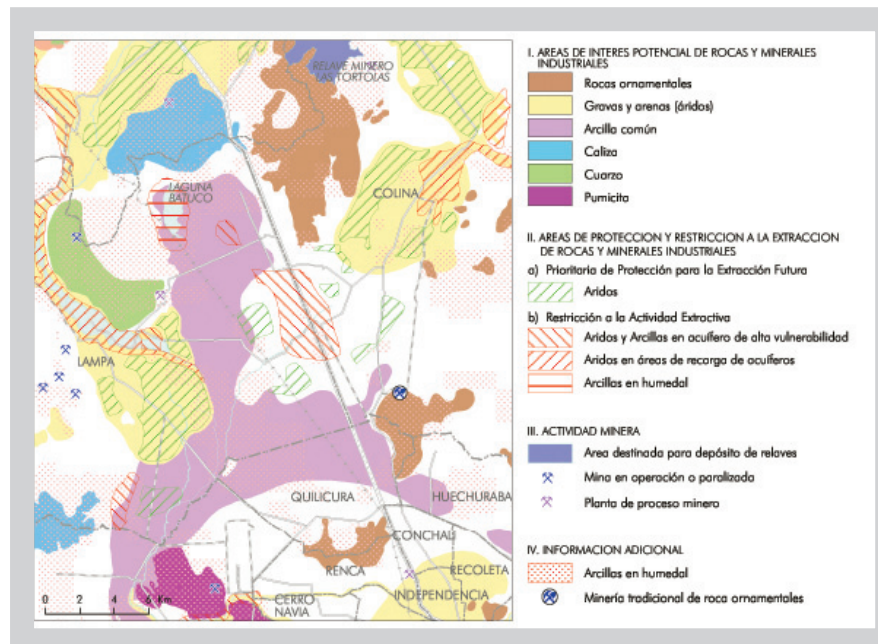 RELAVE MINERO
LAS TORTOLAS
LAGUNA
BATUCO
COLINA
LAMPA
QUILICURA
HUECHURABA
CONCHALI
RENCA
RECOLETA
INDEPENDENCIA
CERRO
NAVIA
0 2 4 6 Km
I. AREAS DE INTERES POTENCIAL DE ROCAS Y MINERALES
INDUSTRIALES
Rocas ornamentales
Gravas y arenas (áridos)
Arcilla común
Caliza
Cuarzo
Pumicita
II. AREAS DE PROTECCION Y RESTRICCION A LA EXTRACCION
DE ROCAS Y MINERALES INDUSTRIALES
a) Prioritaria de Protección para la Extracción Futura
Aridos
b) Restricción a la Actividad Extractiva
Aridos y Arcillas en acuífero de alta vulnerabilidad
Aridos en áreas de recarga de acuíferos
Arcillas en humedal
III. ACTIVIDAD MINERA
Area destinada para depósito de relaves
Mina en operación o paralizada
Planta de proceso minero
IV. INFORMACION ADICIONAL
Arcillas en humedal
Minería tradicional de roca ornamentales